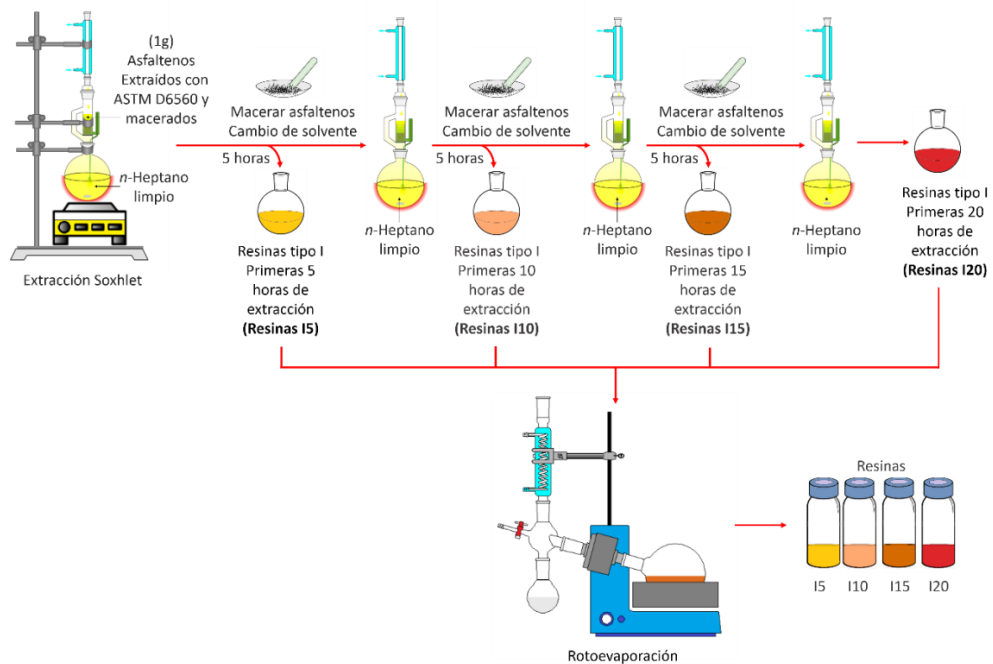 (1g)
Asfaltenos
Extraídos con
ASTM D6560 y
macerados
n-Heptano
limpio
Extracción Soxhlet
Macerar asfaltenos
Cambio de solvente
5 horas
Resinas tipo I
Primeras 5
horas de
extracción
(Resinas I5)
n-Heptano
limpio
Macerar asfaltenos
Cambio de solvente
5 horas
Resinas tipo I
Primeras 10
horas de
extracción
(Resinas I10)
n-Heptano
limpio
Macerar asfaltenos
Cambio de solvente
5 horas
Resinas tipo I
Primeras 15
horas de
extracción
(Resinas I15)
n-Heptano
limpio
Resinas tipo I
Primeras 20
horas de
extracción
(Resinas I20)
Rotoevaporación
Resinas
I5 I10 I15 I20